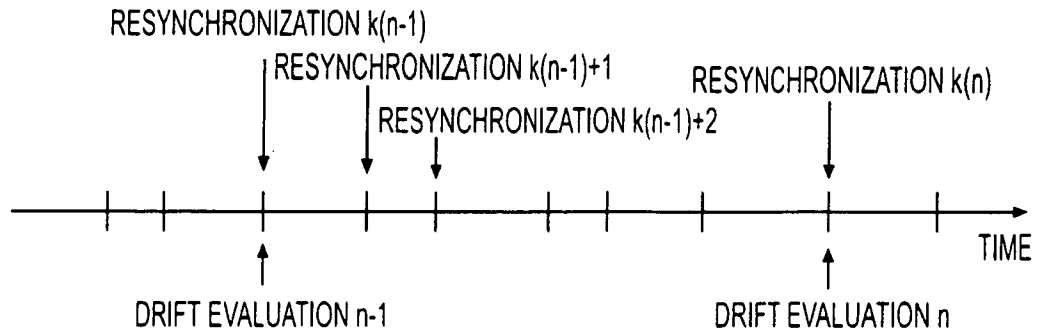 RESYNCHRONIZATION k(n-1)
RESYNCHRONIZATION k(n-1)+1
RESYNCHRONIZATION k(n)
RESYNCHRONIZATION k(n-1)+2
TIME
DRIFT EVALUATION n-1
DRIFT EVALUATION n